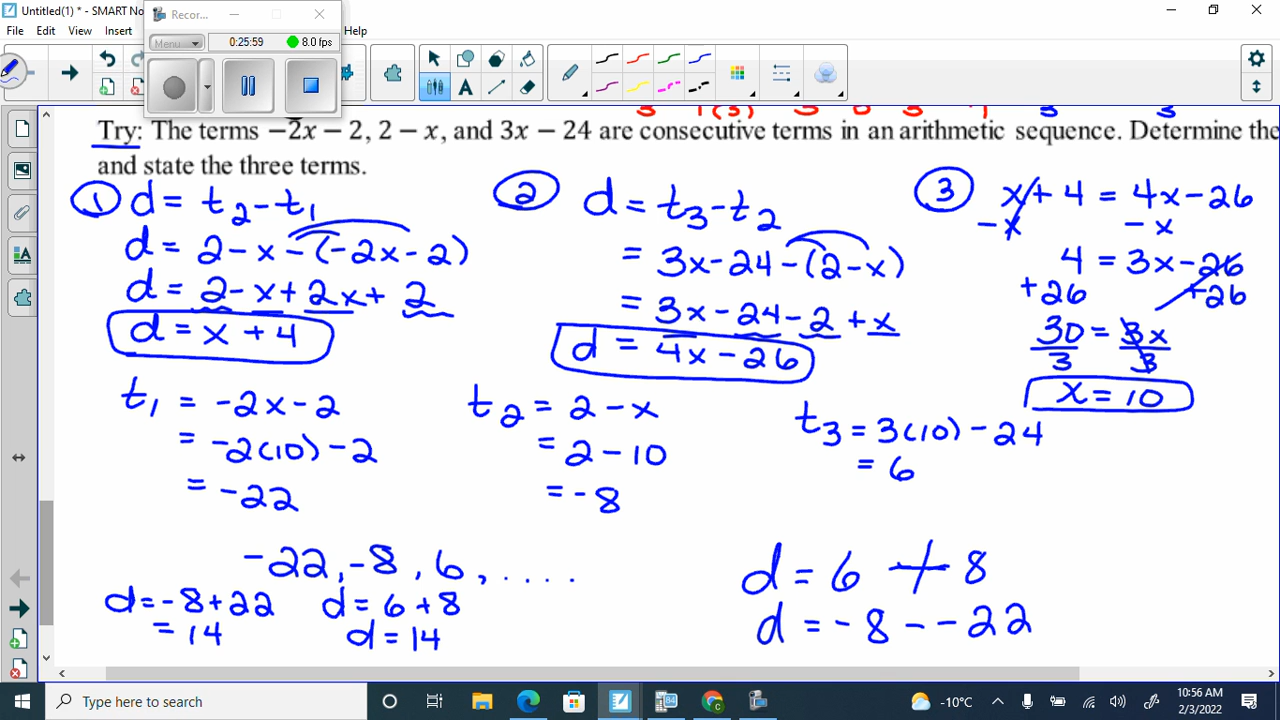 Untitled(1) * - SMART No
Recor...
File Edit View Insert Help
Menu
0:25:59
8.0 fps
Try: The terms −2x − 2, 2 − x, and 3x − 24 are consecutive terms in an arithmetic sequence. Determine the
and state the three terms.
① d = t₂ - t₁
d = 2 - x - (-2x - 2)
d = 2 - x + 2x + 2
d = x + 4
② d = t₃ - t₂
= 3x - 24 - (2 - x)
= 3x - 24 - 2 + x
d = 4x - 26
③ x + 4 = 4x - 26
-x -x
4 = 3x - 26
+26 +26
30 = 3x
3 3
x = 10
t₁ = -2x - 2
= -2(10) - 2
= -22
t₂ = 2 - x
= 2 - 10
= -8
t₃ = 3(10) - 24
= 6
-22, -8, 6, .....
d = -8 + 22
= 14
d = 6 + 8
d = 14
d = 6 + 8
d = -8 - -22
Type here to search
-10°C
10:56 AM
2/3/2022